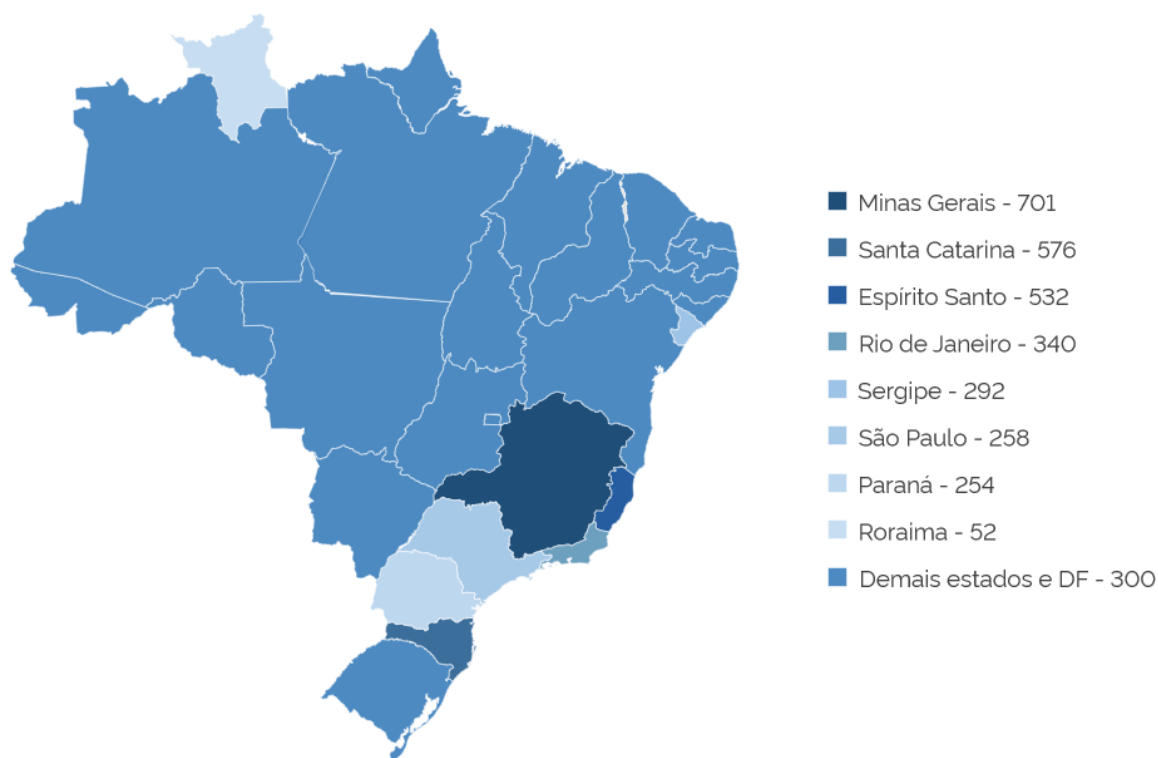 Minas Gerais - 701
Santa Catarina - 576
Espírito Santo - 532
Rio de Janeiro - 340
Sergipe - 292
São Paulo - 258
Paraná - 254
Roraima - 52
Demais estados e DF - 300